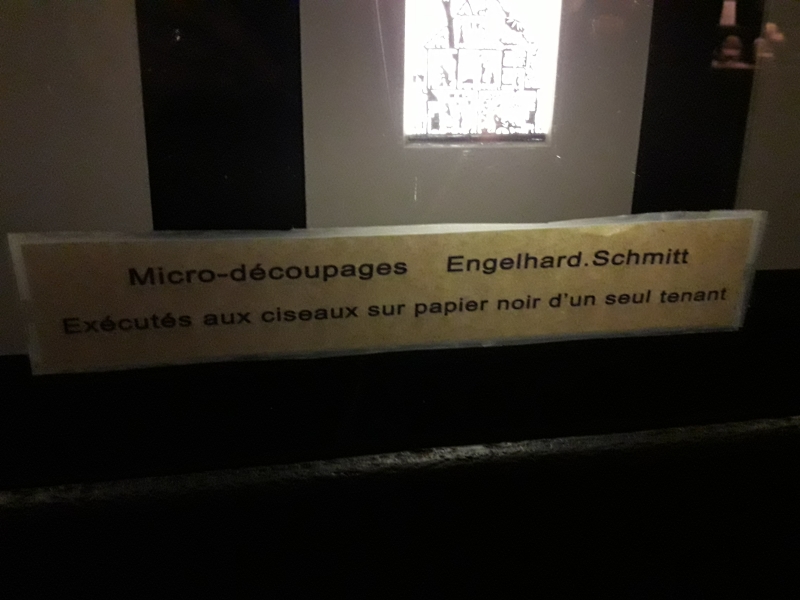 Micro-découpages Engelhard.Schmitt
Exécutés aux ciseaux sur papier noir d'un seul tenant